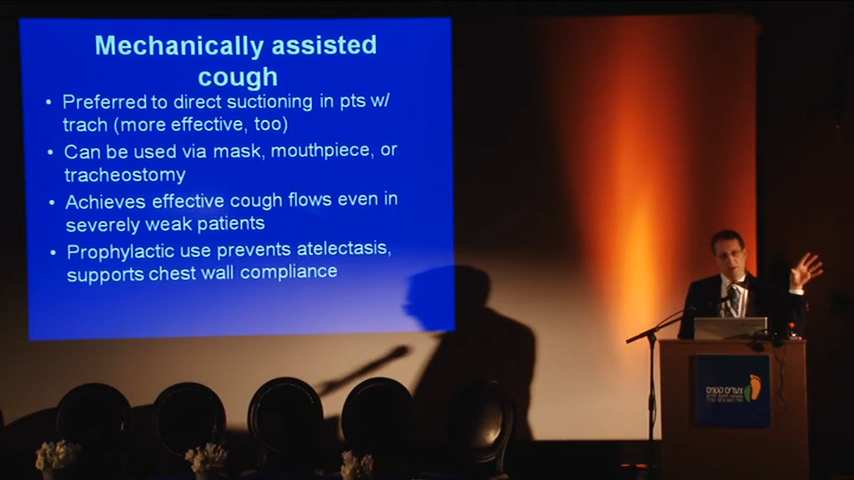 Mechanically assisted
cough
• Preferred to direct suctioning in pts w/
trach (more effective, too)
• Can be used via mask, mouthpiece, or
tracheostomy
• Achieves effective cough flows even in
severely weak patients
• Prophylactic use prevents atelectasis,
supports chest wall compliance
צעדים קטנים